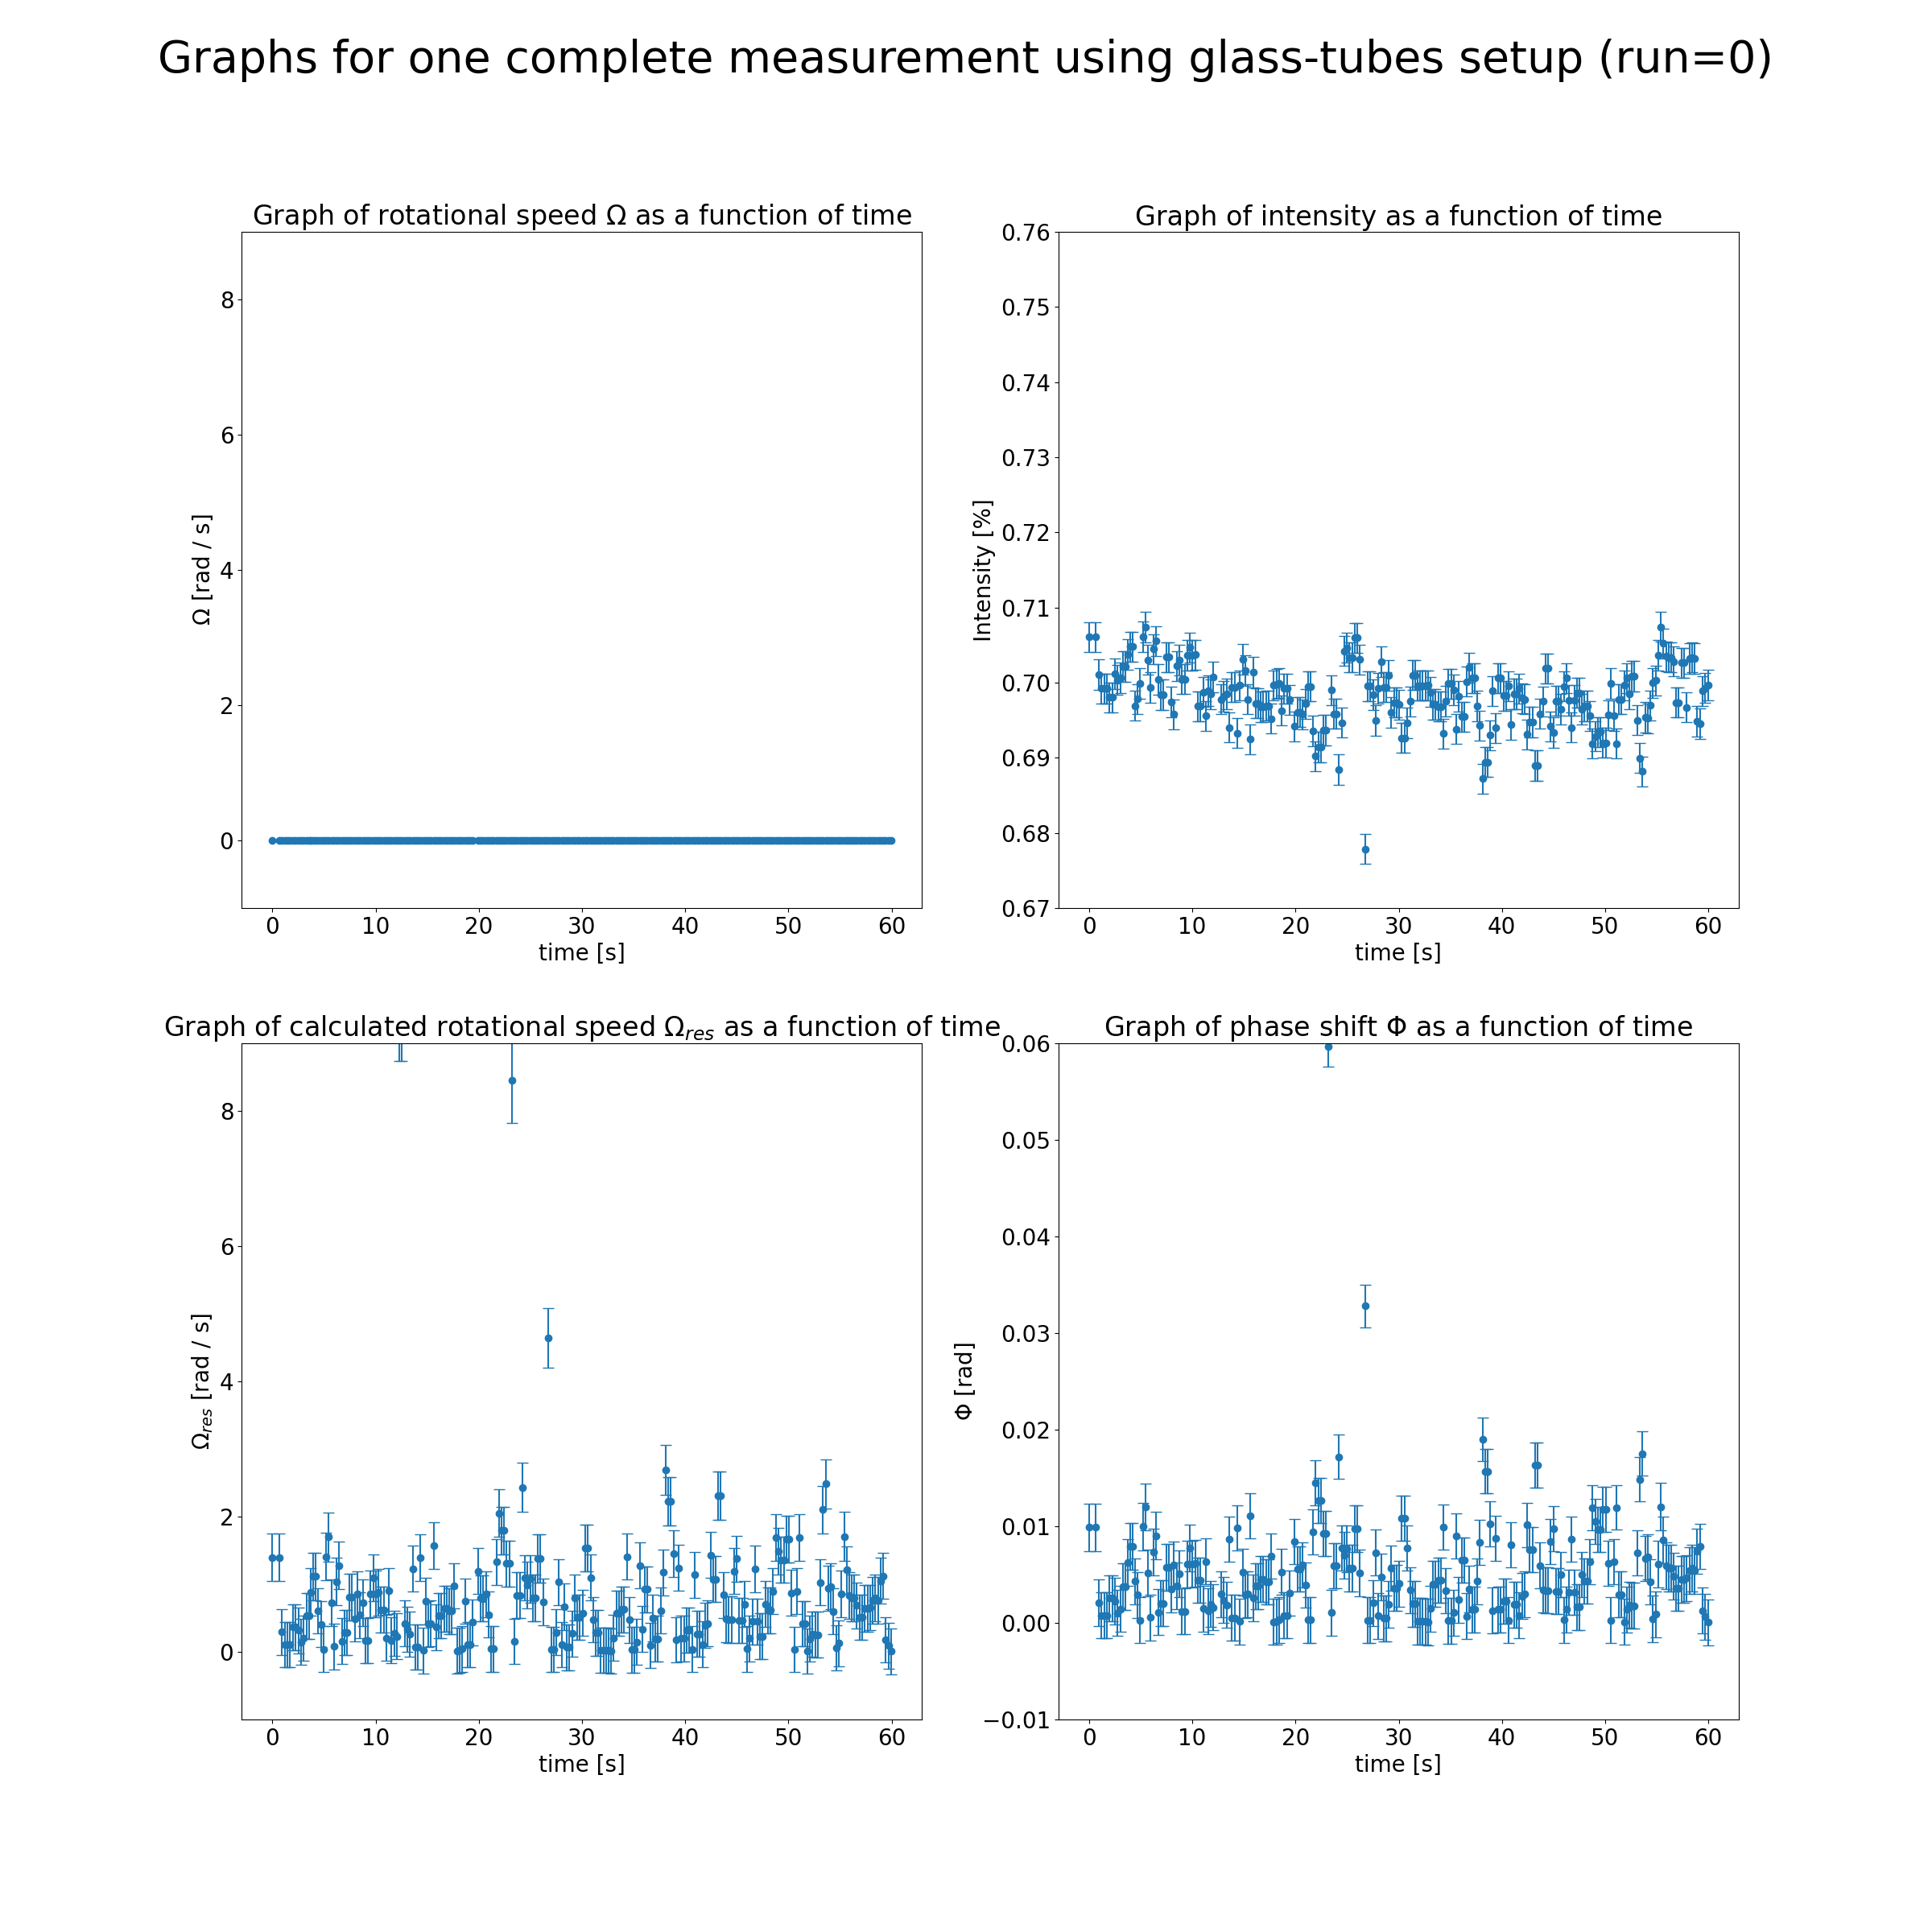 Graphs for one complete measurement using glass-tubes setup (run=0)
Graph of rotational speed Ω as a function of time
8
6
4
2
0
Ω [rad / s]
0 10 20 30 40 50 60
time [s]
Graph of intensity as a function of time
0.76
0.75
0.74
0.73
0.72
0.71
0.70
0.69
0.68
0.67
Intensity [%]
0 10 20 30 40 50 60
time [s]
Graph of calculated rotational speed Ω_res as a function of time
8
6
4
2
0
Ω_res [rad / s]
0 10 20 30 40 50 60
time [s]
Graph of phase shift Φ as a function of time
0.06
0.05
0.04
0.03
0.02
0.01
0.00
−0.01
Φ [rad]
0 10 20 30 40 50 60
time [s]